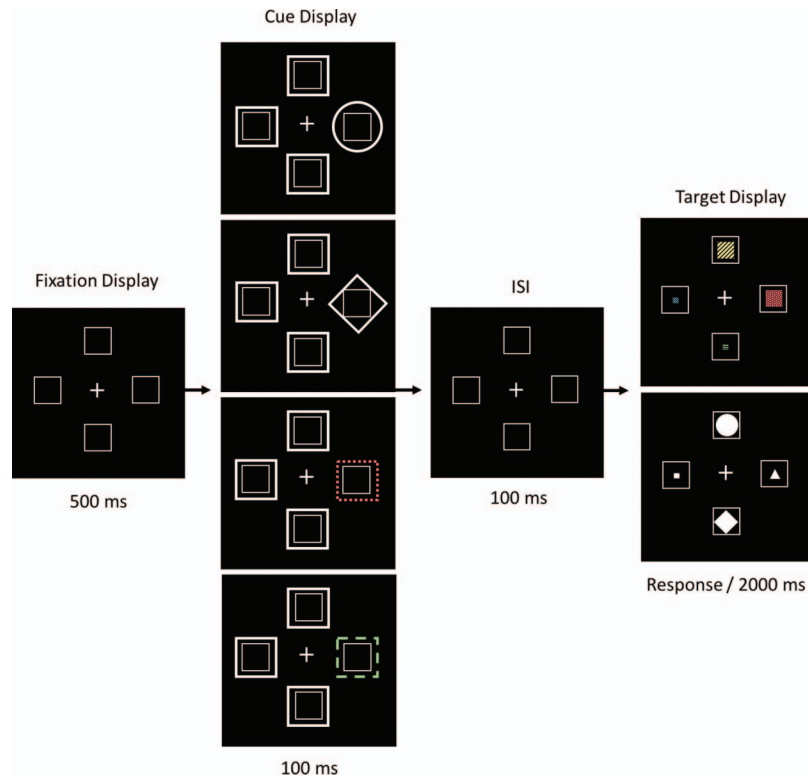 Cue Display
Target Display
Fixation Display
ISI
500 ms
100 ms
Response / 2000 ms
100 ms